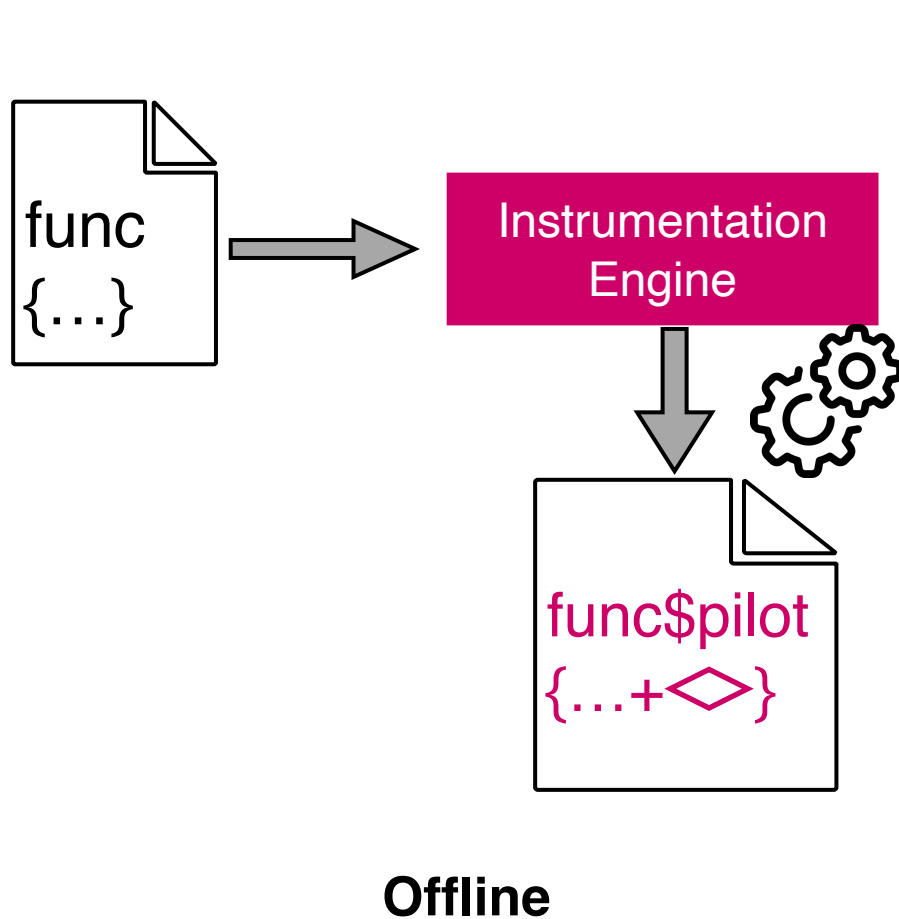 func
{...}
Instrumentation
Engine
func$pilot
{...+<>}
Offline